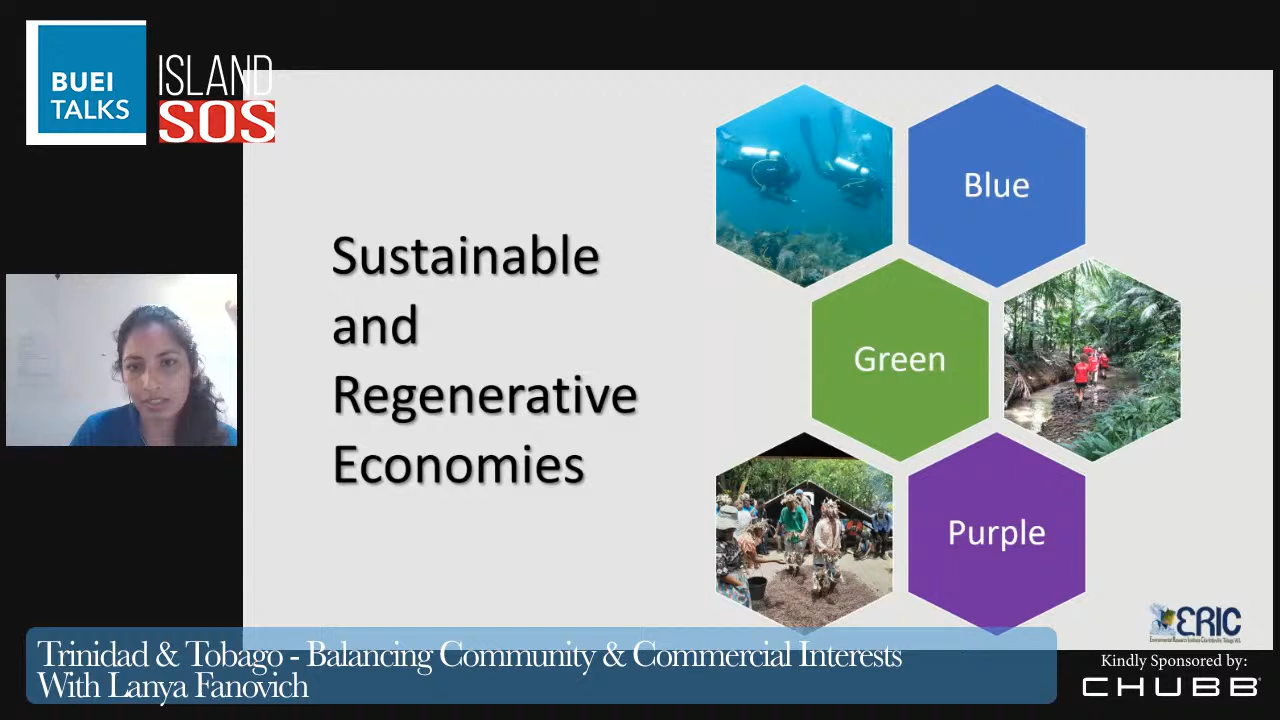 BUEI
TALKS
ISLAND
SOS
Sustainable
and
Regenerative
Economies
Blue
Green
Purple
ERIC
Trinidad & Tobago - Balancing Community & Commercial Interests
With Lanya Fanovich
Kindly Sponsored by:
CHUBB